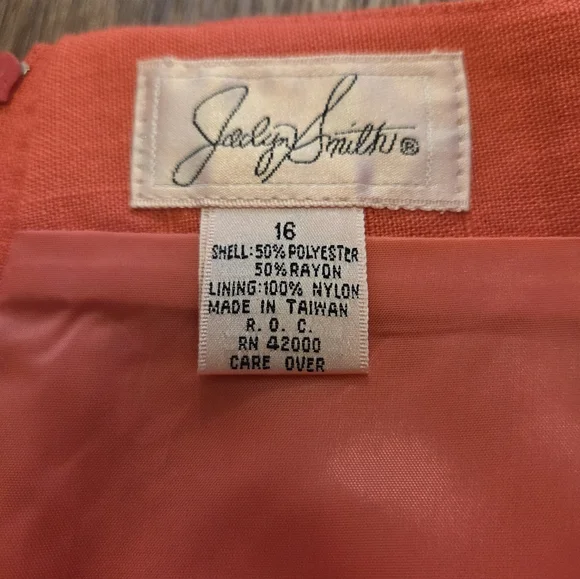 Jaclyn Smith®
16
SHELL:50% POLYESTER
50% RAYON
LINING:100% NYLON
MADE IN TAIWAN
R. O. C.
RN 42000
CARE OVER